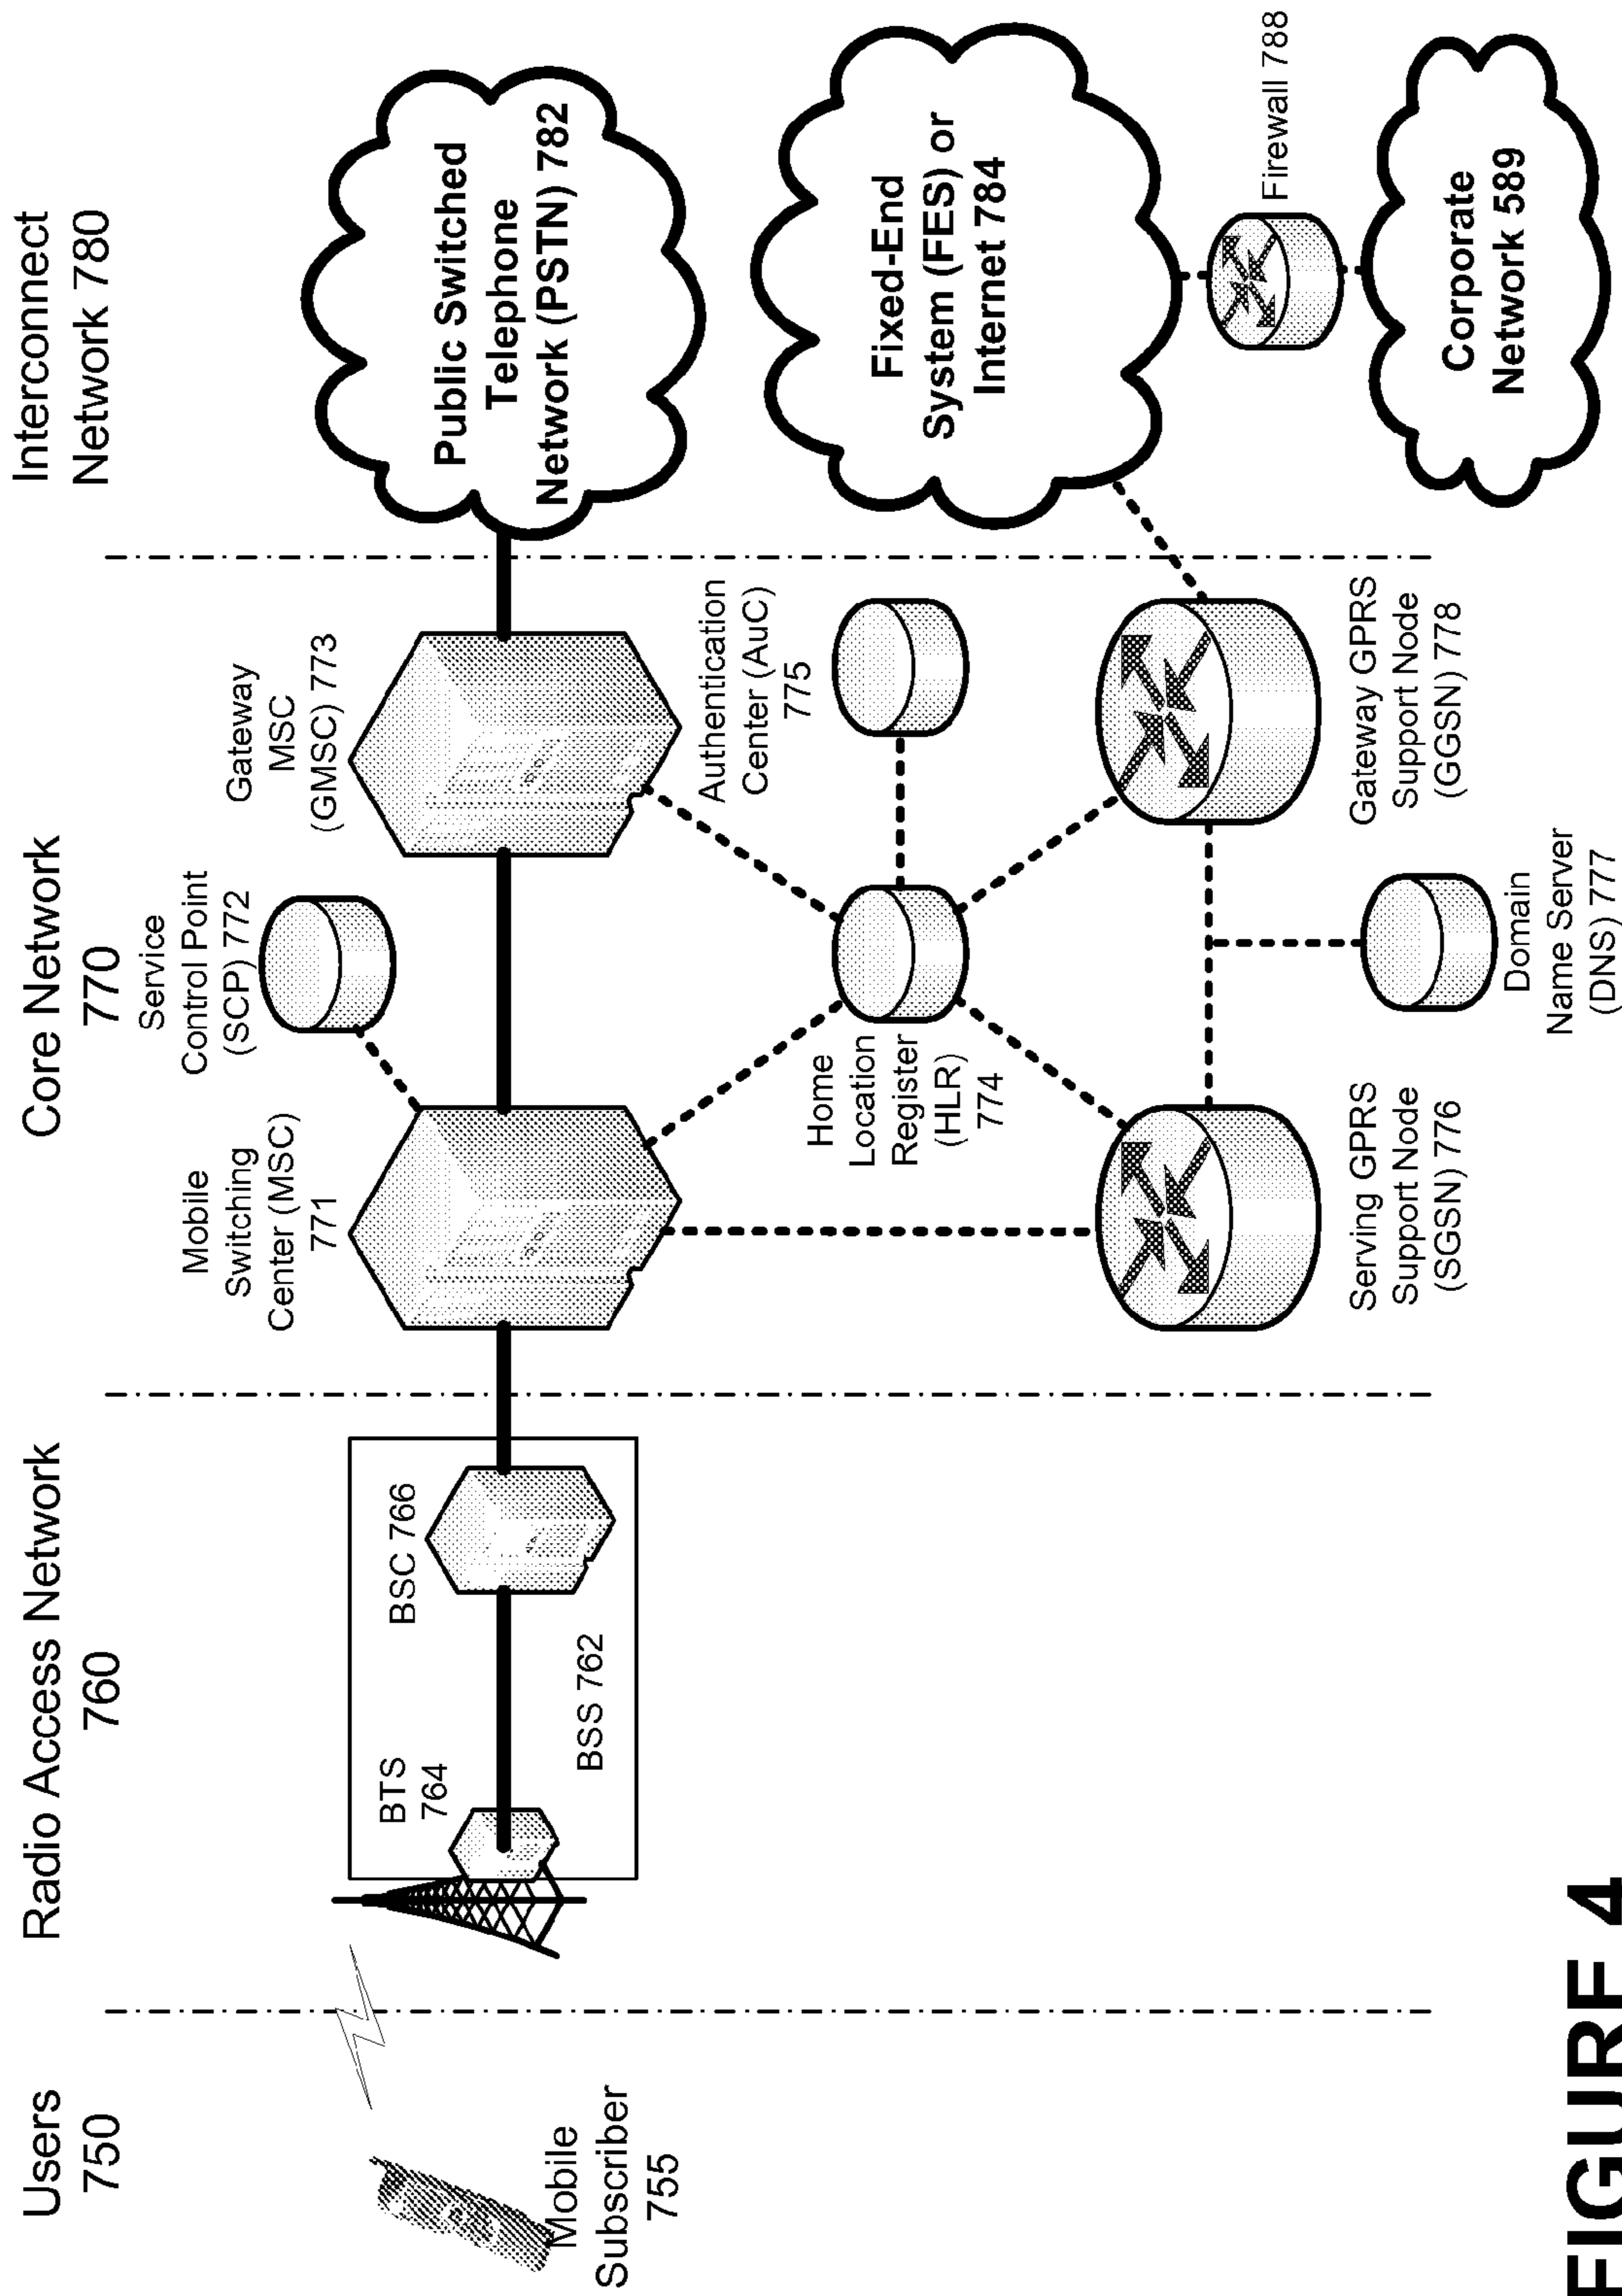 Users
750
Radio Access Network
760
Core Network
770
Interconnect
Network 780
Mobile
Subscriber
755
BTS
764
BSC 766
BSS 762
Mobile
Switching
Center (MSC)
771
Service
Control Point
(SCP) 772
Gateway
MSC
(GMSC) 773
Home
Location
Register
(HLR)
774
Authentication
Center (AuC)
775
Serving GPRS
Support Node
(SGSN) 776
Domain
Name Server
(DNS) 777
Gateway GPRS
Support Node
(GGSN) 778
Public Switched
Telephone
Network (PSTN) 782
Fixed-End
System (FES) or
Internet 784
Firewall 788
Corporate
Network 589
FIGURE 4